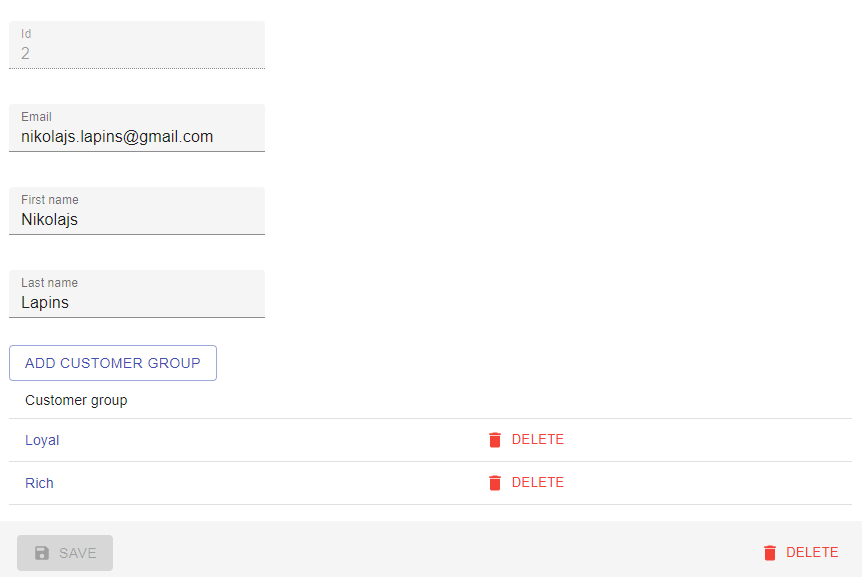 Id
2
Email
nikolajs.lapins@gmail.com
First name
Nikolajs
Last name
Lapins
ADD CUSTOMER GROUP
Customer group
Loyal DELETE
Rich DELETE
SAVE DELETE